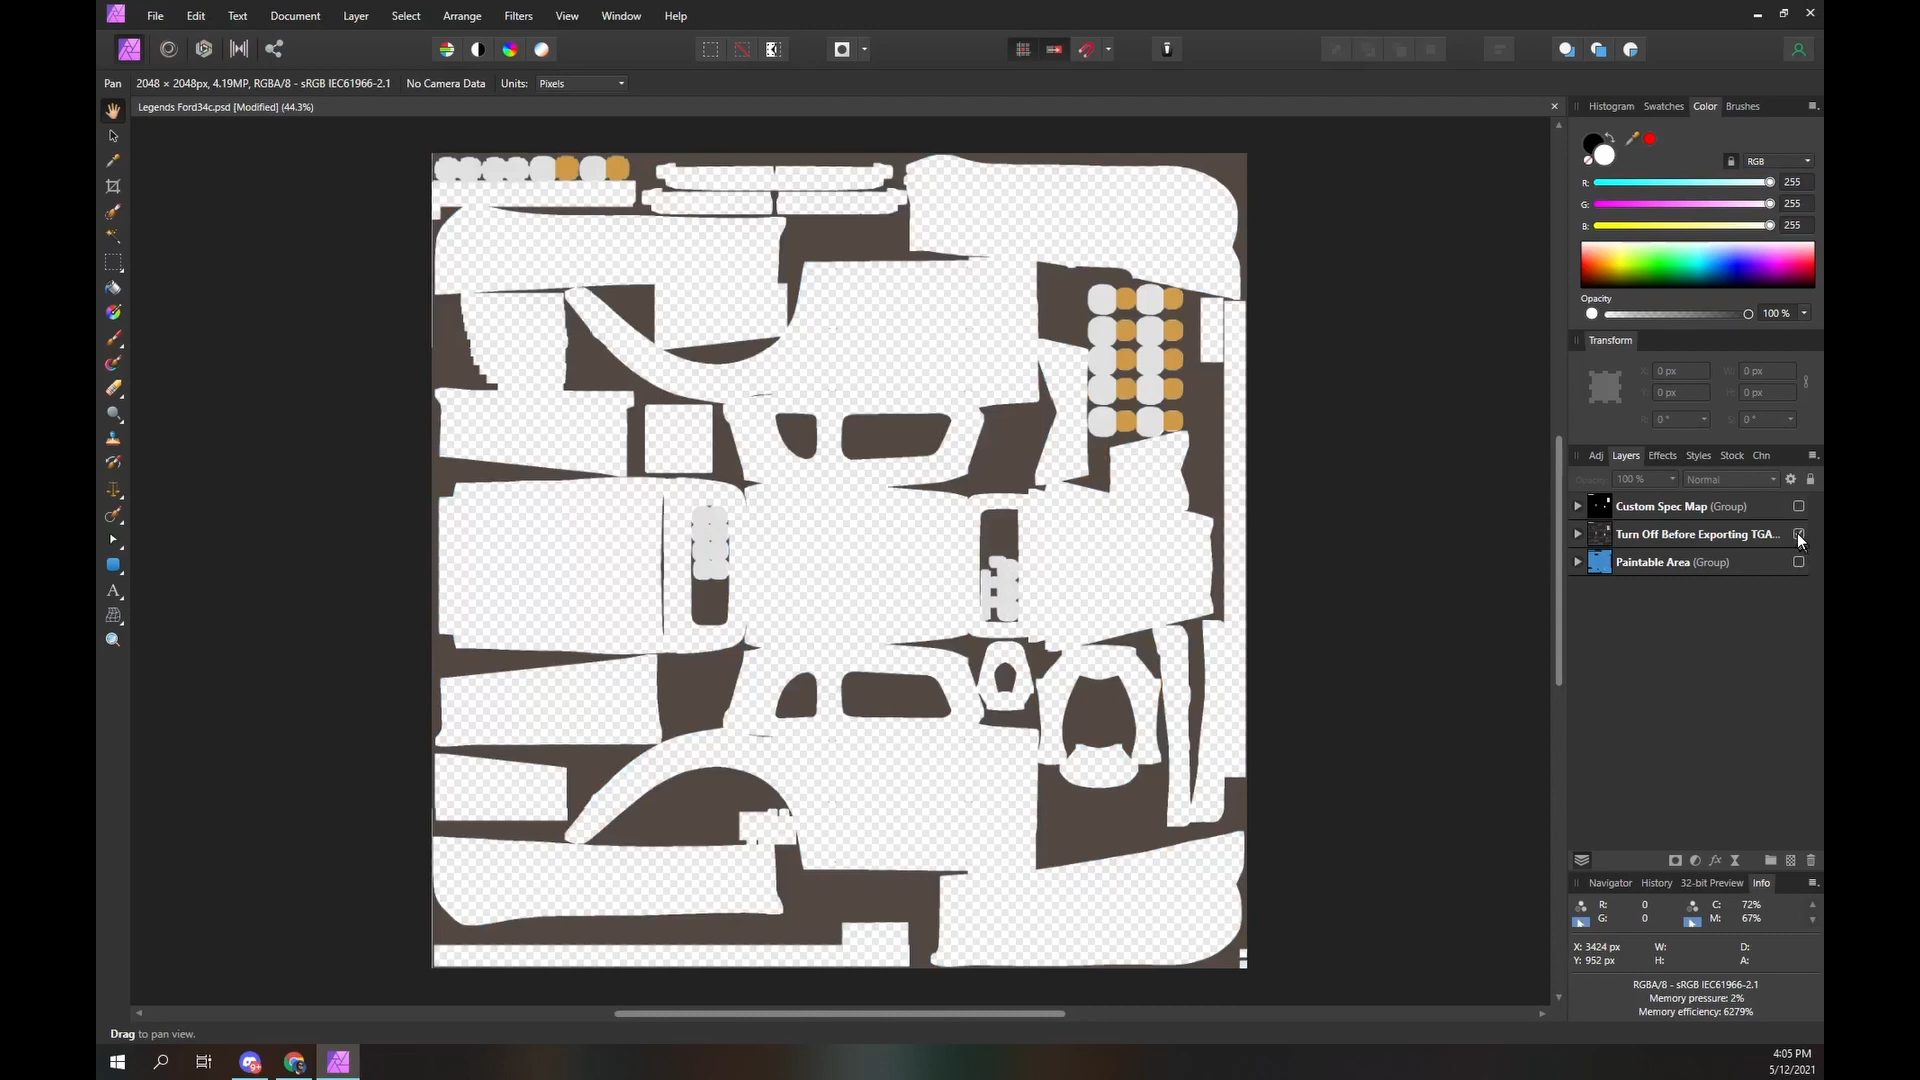 File Edit Text Document Layer Select Arrange Filters View Window Help
Pan 2048 × 2048px, 4.19MP, RGBA/8 - sRGB IEC61966-2.1 No Camera Data Units: Pixels
Legends Ford34c.psd [Modified] (44.3%)
Histogram Swatches Color Brushes
RGB
R: 255
G: 255
B: 255
Opacity
100 %
Transform
X: 0 px W: 0 px
Y: 0 px H: 0 px
R: 0 ° S: 0 °
Adj Layers Effects Styles Stock Chn
Opacity: 100 % Normal
Custom Spec Map (Group)
Turn Off Before Exporting TGA...
Paintable Area (Group)
A
fx
Navigator History 32-bit Preview Info
R: 0 C: 72%
G: 0 M: 67%
X: 3424 px W: D:
Y: 952 px H: A:
RGBA/8 - sRGB IEC61966-2.1
Memory pressure: 2%
Memory efficiency: 6279%
Drag to pan view.
9+
4:05 PM
5/12/2021